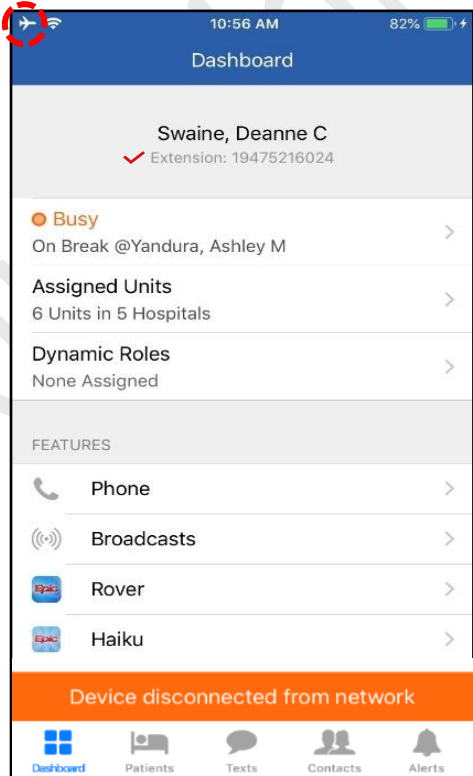 10:56 AM
82%
Dashboard
Swaine, Deanne C
Extension: 19475216024
Busy
On Break @Yandura, Ashley M
Assigned Units
6 Units in 5 Hospitals
Dynamic Roles
None Assigned
FEATURES
Phone
Broadcasts
Epic
Rover
Epic
Haiku
Device disconnected from network
Dashboard
Patients
Texts
Contacts
Alerts